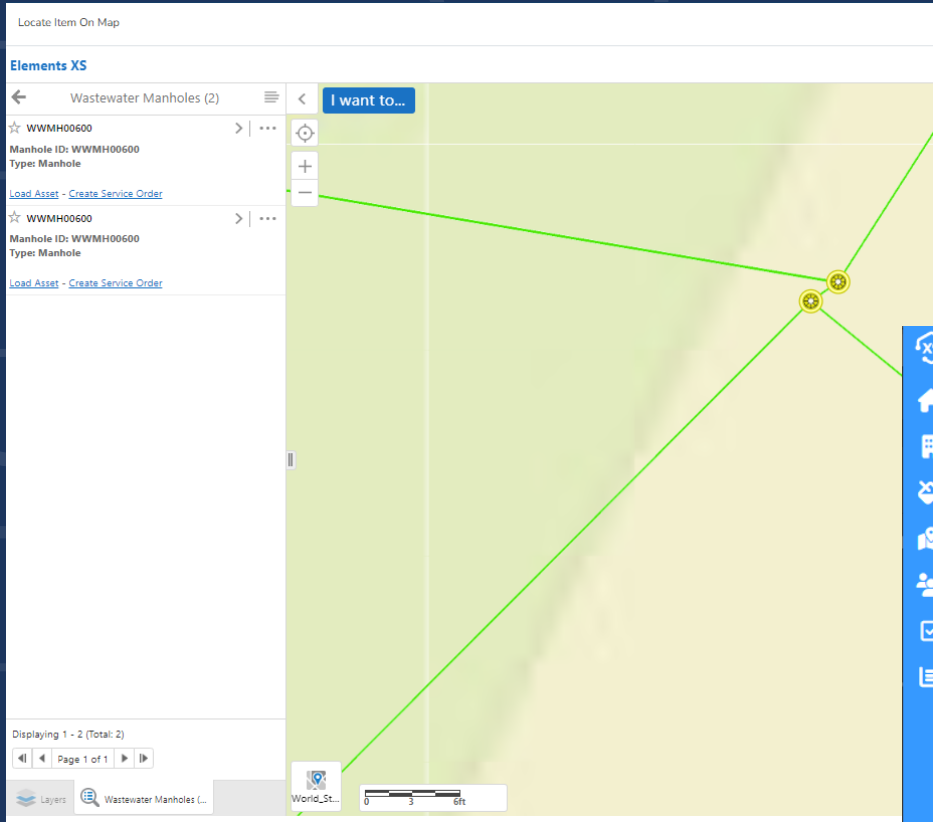 Locate Item On Map
Elements XS
Wastewater Manholes (2)
I want to...
WWMH00600
Manhole ID: WWMH00600
Type: Manhole
Load Asset - Create Service Order
WWMH00600
Manhole ID: WWMH00600
Type: Manhole
Load Asset - Create Service Order
Displaying 1 - 2 (Total: 2)
Page 1 of 1
Layers
Wastewater Manholes (...
World_St...
0 3 6ft